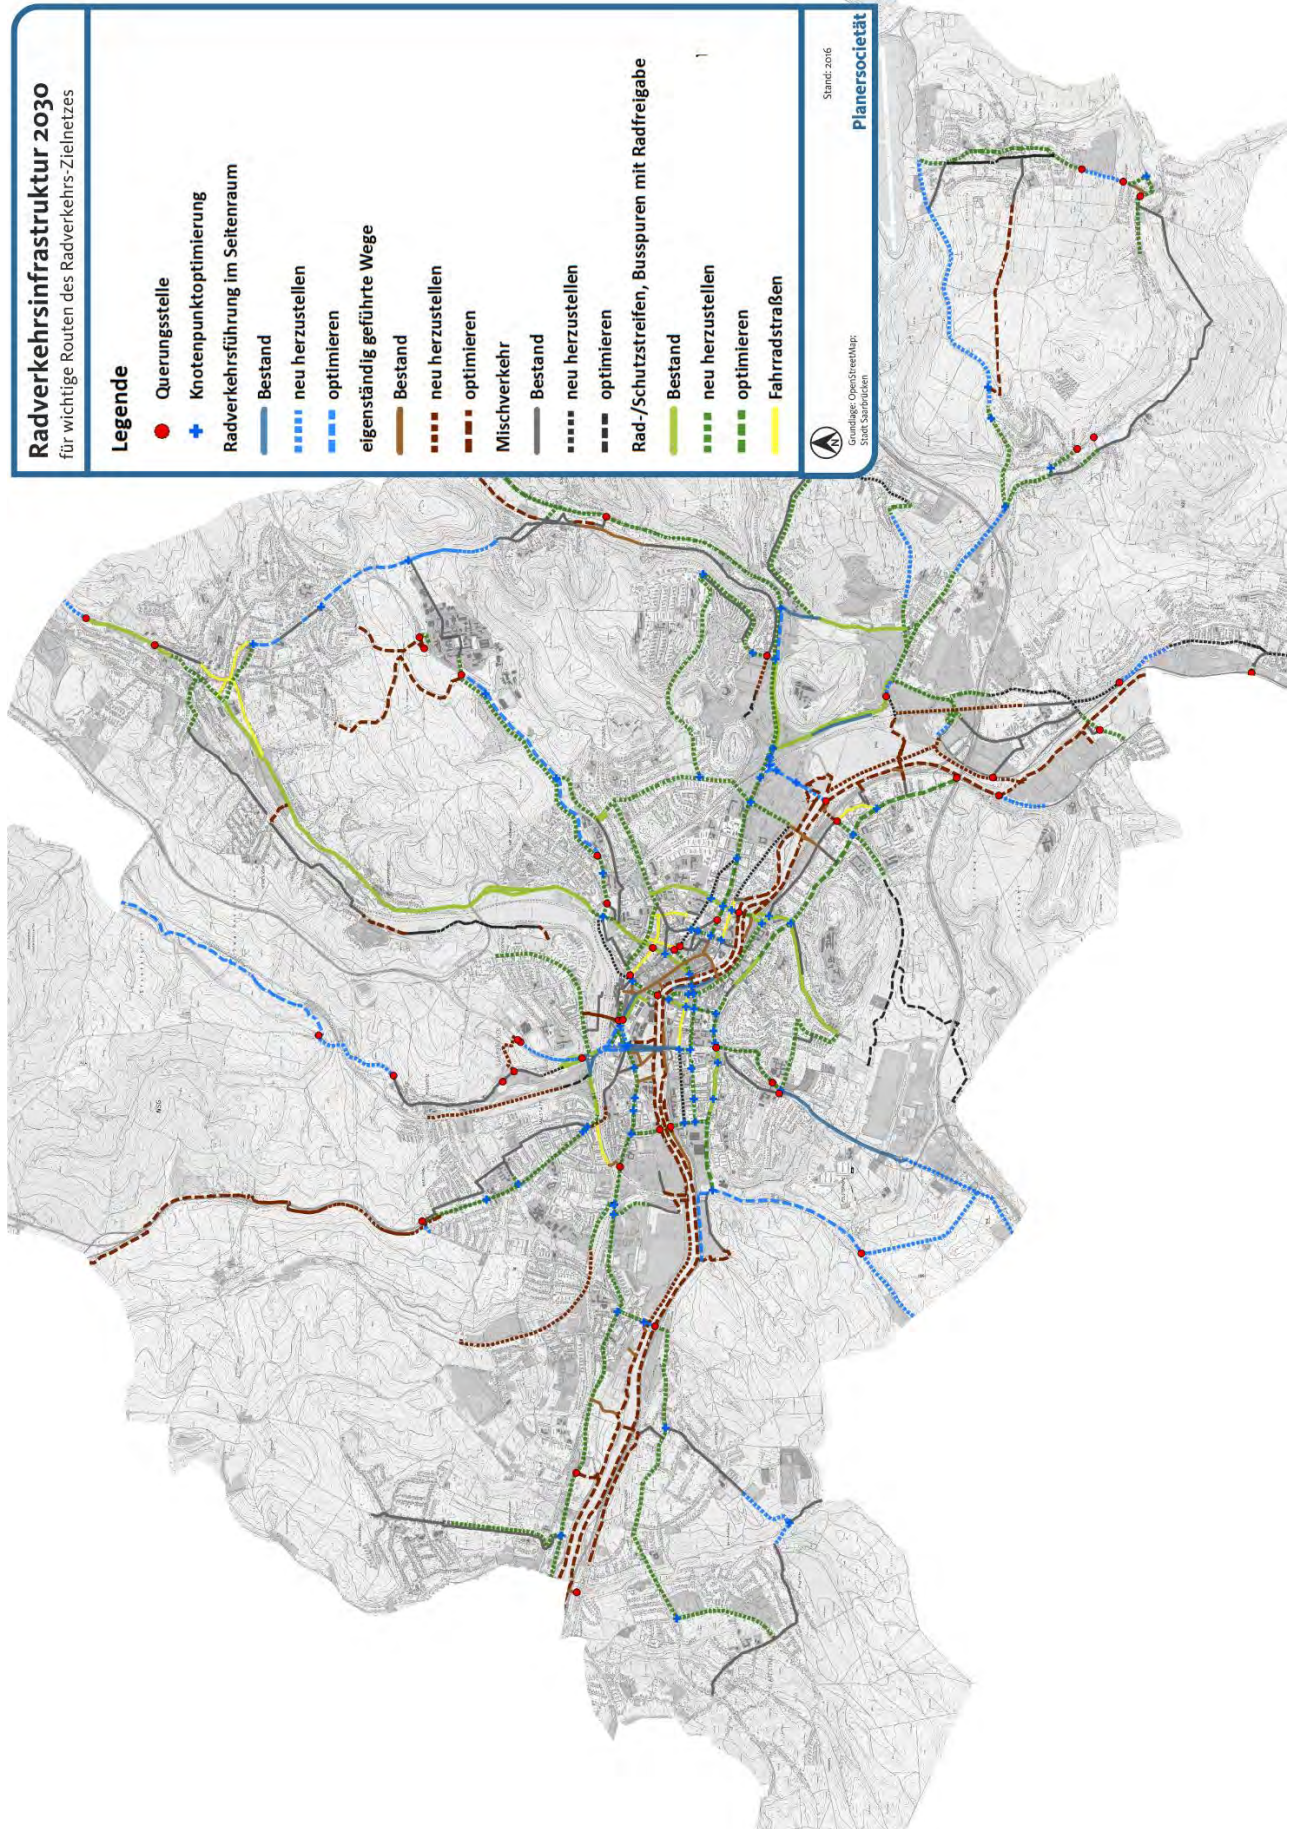 Radverkehrsinfrastruktur 2030
für wichtige Routen des Radverkehrs-Zielnetzes
Legende
Querungsstelle
Knotenpunktoptimierung
Radverkehrsführung im Seitenraum
Bestand
neu herzustellen
optimieren
eigenständig geführte Wege
Bestand
neu herzustellen
optimieren
Mischverkehr
Bestand
neu herzustellen
optimieren
Rad-/Schutzstreifen, Busspuren mit Radfreigabe
Bestand
neu herzustellen
optimieren
Fahrradstraßen
N
Grundlage: OpenStreetMap;
Stadt Saarbrücken
Stand: 2016
Planersocietät
NSG